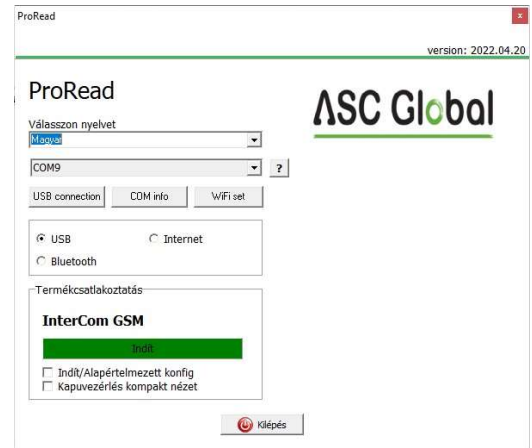 ProRead
x
version: 2022.04.20
ProRead
ASC Global
Válasszon nyelvet
Magyar
COM9
?
USB connection COM info WiFi set
USB Internet
Bluetooth
Termékcsatlakoztatás
InterCom GSM
Indít
Indít/Alapértelmezett konfig
Kapuvezérlés kompakt nézet
Kilépés